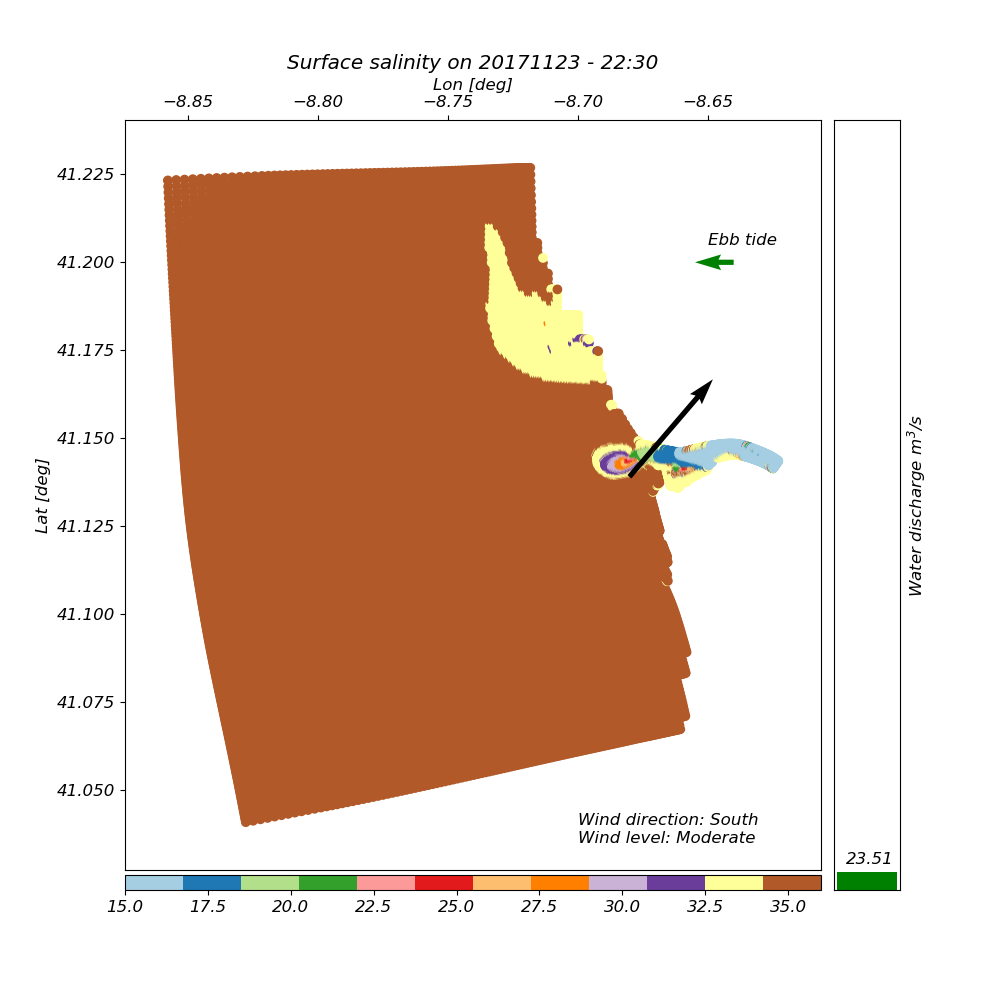 Surface salinity on 20171123 - 22:30
Lon [deg]
−8.85 −8.80 −8.75 −8.70 −8.65
41.225
41.200
41.175
41.150
41.125
41.100
41.075
41.050
Lat [deg]
Ebb tide
Wind direction: South
Wind level: Moderate
15.0 17.5 20.0 22.5 25.0 27.5 30.0 32.5 35.0
23.51
Water discharge m³/s